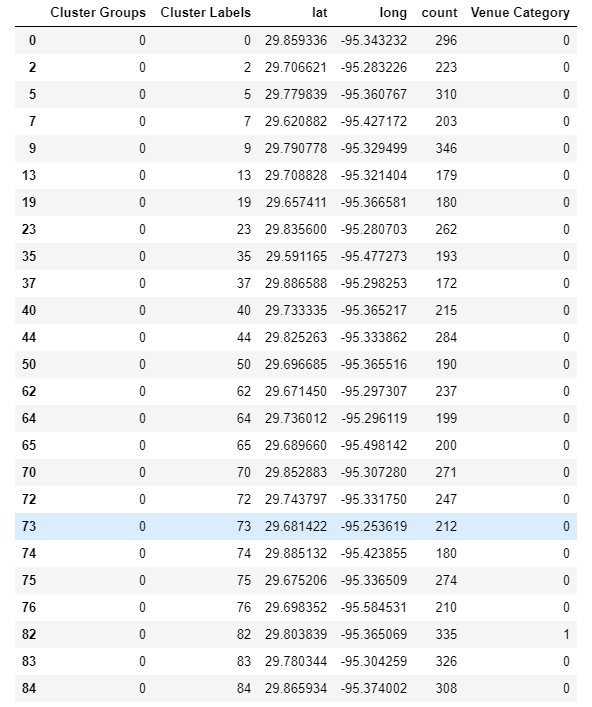 Cluster Groups Cluster Labels lat long count Venue Category
0 0 0 29.859336 -95.343232 296 0
2 0 2 29.706621 -95.283226 223 0
5 0 5 29.779839 -95.360767 310 0
7 0 7 29.620882 -95.427172 203 0
9 0 9 29.790778 -95.329499 346 0
13 0 13 29.708828 -95.321404 179 0
19 0 19 29.657411 -95.366581 180 0
23 0 23 29.835600 -95.280703 262 0
35 0 35 29.591165 -95.477273 193 0
37 0 37 29.886588 -95.298253 172 0
40 0 40 29.733335 -95.365217 215 0
44 0 44 29.825263 -95.333862 284 0
50 0 50 29.696685 -95.365516 190 0
62 0 62 29.671450 -95.297307 237 0
64 0 64 29.736012 -95.296119 199 0
65 0 65 29.689660 -95.498142 200 0
70 0 70 29.852883 -95.307280 271 0
72 0 72 29.743797 -95.331750 247 0
73 0 73 29.681422 -95.253619 212 0
74 0 74 29.885132 -95.423855 180 0
75 0 75 29.675206 -95.336509 274 0
76 0 76 29.698352 -95.584531 210 0
82 0 82 29.803839 -95.365069 335 1
83 0 83 29.780344 -95.304259 326 0
84 0 84 29.865934 -95.374002 308 0